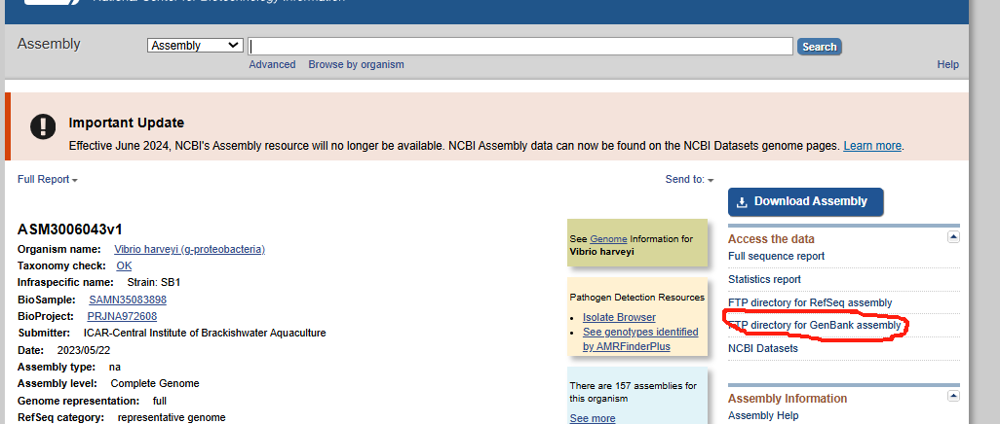 National Center for Biotechnology Information
Assembly
Assembly
Search
Advanced Browse by organism
Help
Important Update
Effective June 2024, NCBI's Assembly resource will no longer be available. NCBI Assembly data can now be found on the NCBI Datasets genome pages. Learn more.
Full Report
Send to:
ASM3006043v1
Organism name: Vibrio harveyi (g-proteobacteria)
Taxonomy check: OK
Infraspecific name: Strain: SB1
BioSample: SAMN35083898
BioProject: PRJNA972608
Submitter: ICAR-Central Institute of Brackishwater Aquaculture
Date: 2023/05/22
Assembly type: na
Assembly level: Complete Genome
Genome representation: full
RefSeq category: representative genome
See Genome Information for
Vibrio harveyi
Pathogen Detection Resources
• Isolate Browser
• See genotypes identified
by AMRFinderPlus
There are 157 assemblies for
this organism
See more
Download Assembly
Access the data
Full sequence report
Statistics report
FTP directory for RefSeq assembly
FTP directory for GenBank assembly
NCBI Datasets
Assembly Information
Assembly Help